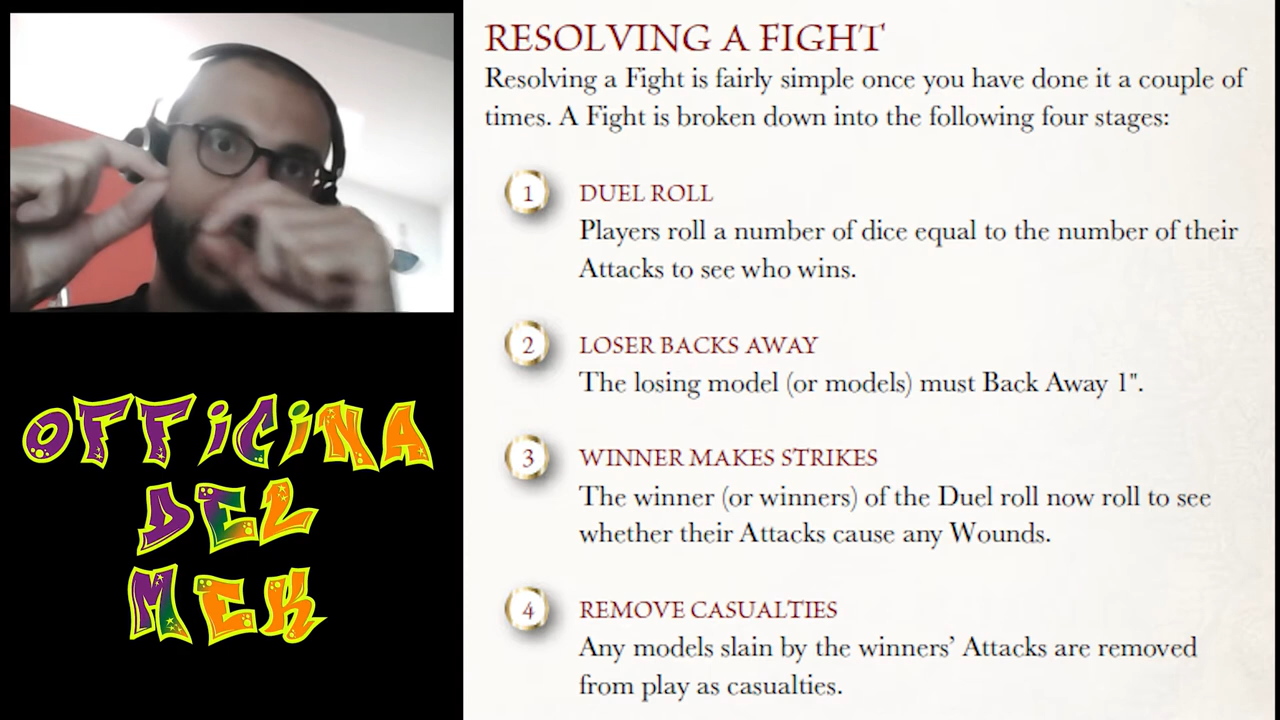 RESOLVING A FIGHT
Resolving a Fight is fairly simple once you have done it a couple of
times. A Fight is broken down into the following four stages:
1 DUEL ROLL
Players roll a number of dice equal to the number of their
Attacks to see who wins.
2 LOSER BACKS AWAY
The losing model (or models) must Back Away 1".
3 WINNER MAKES STRIKES
The winner (or winners) of the Duel roll now roll to see
whether their Attacks cause any Wounds.
4 REMOVE CASUALTIES
Any models slain by the winners’ Attacks are removed
from play as casualties.
OFFiCiNA
DEL
MEK